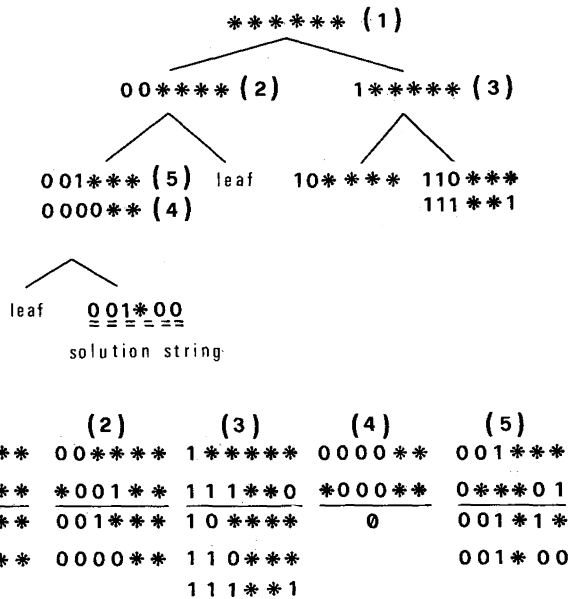 ****** (1)
00**** (2) 1***** (3)
001*** (5) leaf 10**** 110***
0000** (4) 111**1
leaf 001*00
solution string
(2) (3) (4) (5)
** 00**** 1***** 0000** 001***
** *001** 111**0 *000** 0***01
** 001*** 10**** ∅ 001*1*
** 0000** 110*** 001*00
111**1